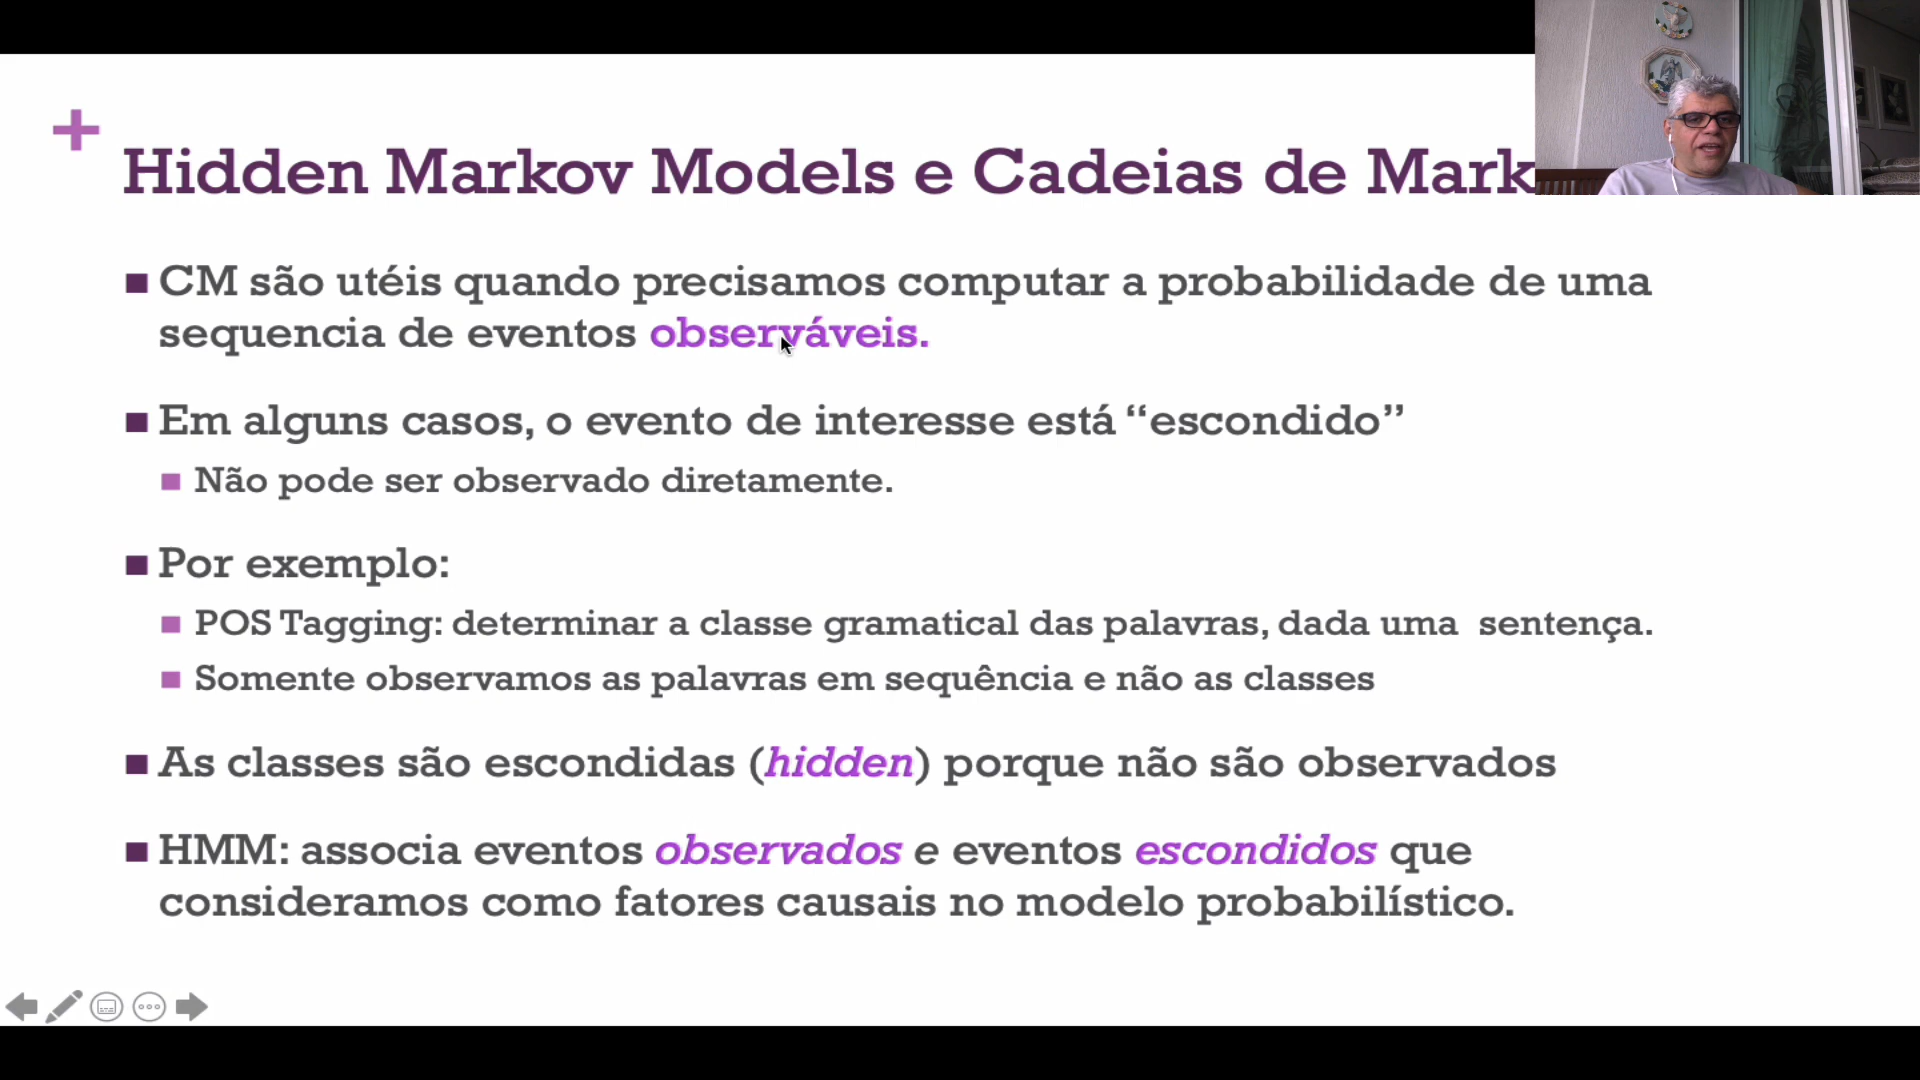 Hidden Markov Models e Cadeias de Mark
CM são utéis quando precisamos computar a probabilidade de uma
sequencia de eventos observáveis.
Em alguns casos, o evento de interesse está “escondido”
Não pode ser observado diretamente.
Por exemplo:
POS Tagging: determinar a classe gramatical das palavras, dada uma sentença.
Somente observamos as palavras em sequência e não as classes
As classes são escondidas (hidden) porque não são observados
HMM: associa eventos observados e eventos escondidos que
consideramos como fatores causais no modelo probabilístico.